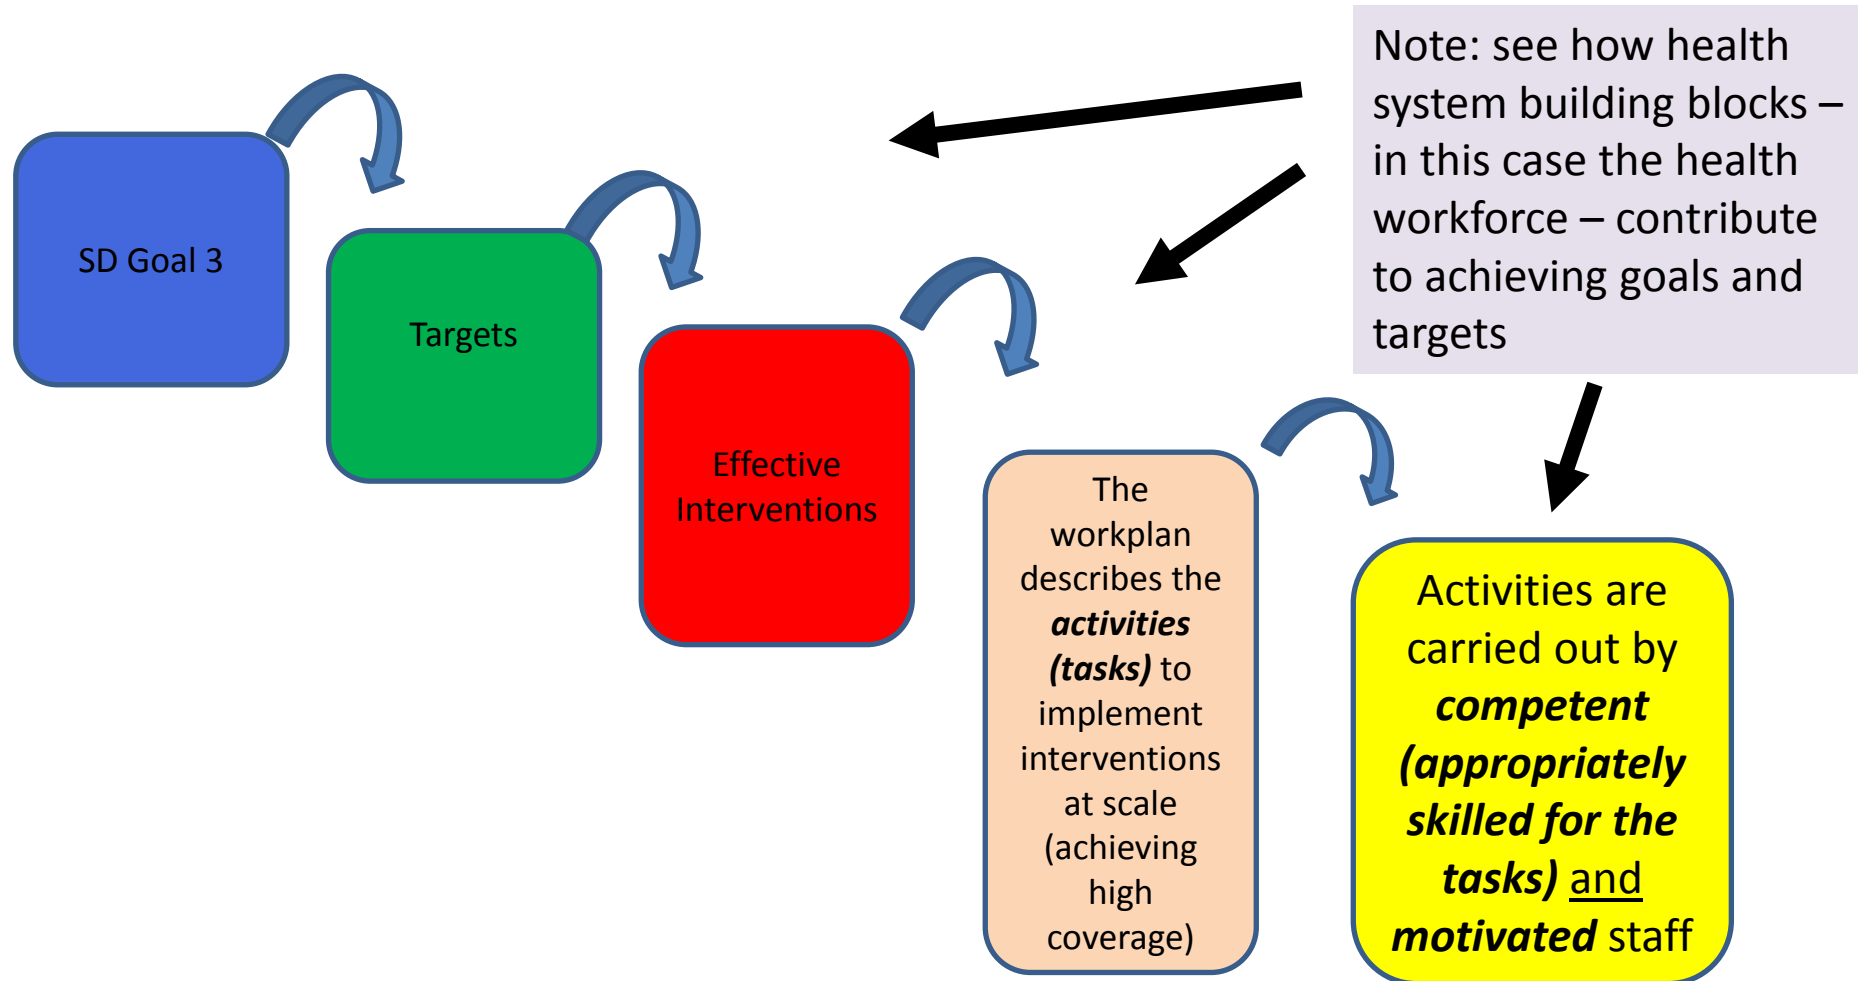 SD Goal 3
Targets
Effective
Interventions
The
workplan
describes the
activities
(tasks) to
implement
interventions
at scale
(achieving
high
coverage)
Activities are
carried out by
competent
(appropriately
skilled for the
tasks) and
motivated staff
Note: see how health
system building blocks –
in this case the health
workforce – contribute
to achieving goals and
targets